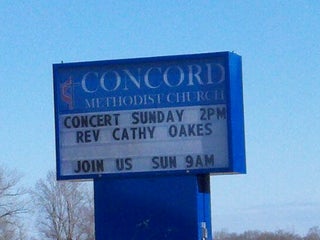 CONCORD
METHODIST CHURCH
CONCERT SUNDAY 2PM
REV CATHY OAKES
JOIN US SUN 9AM